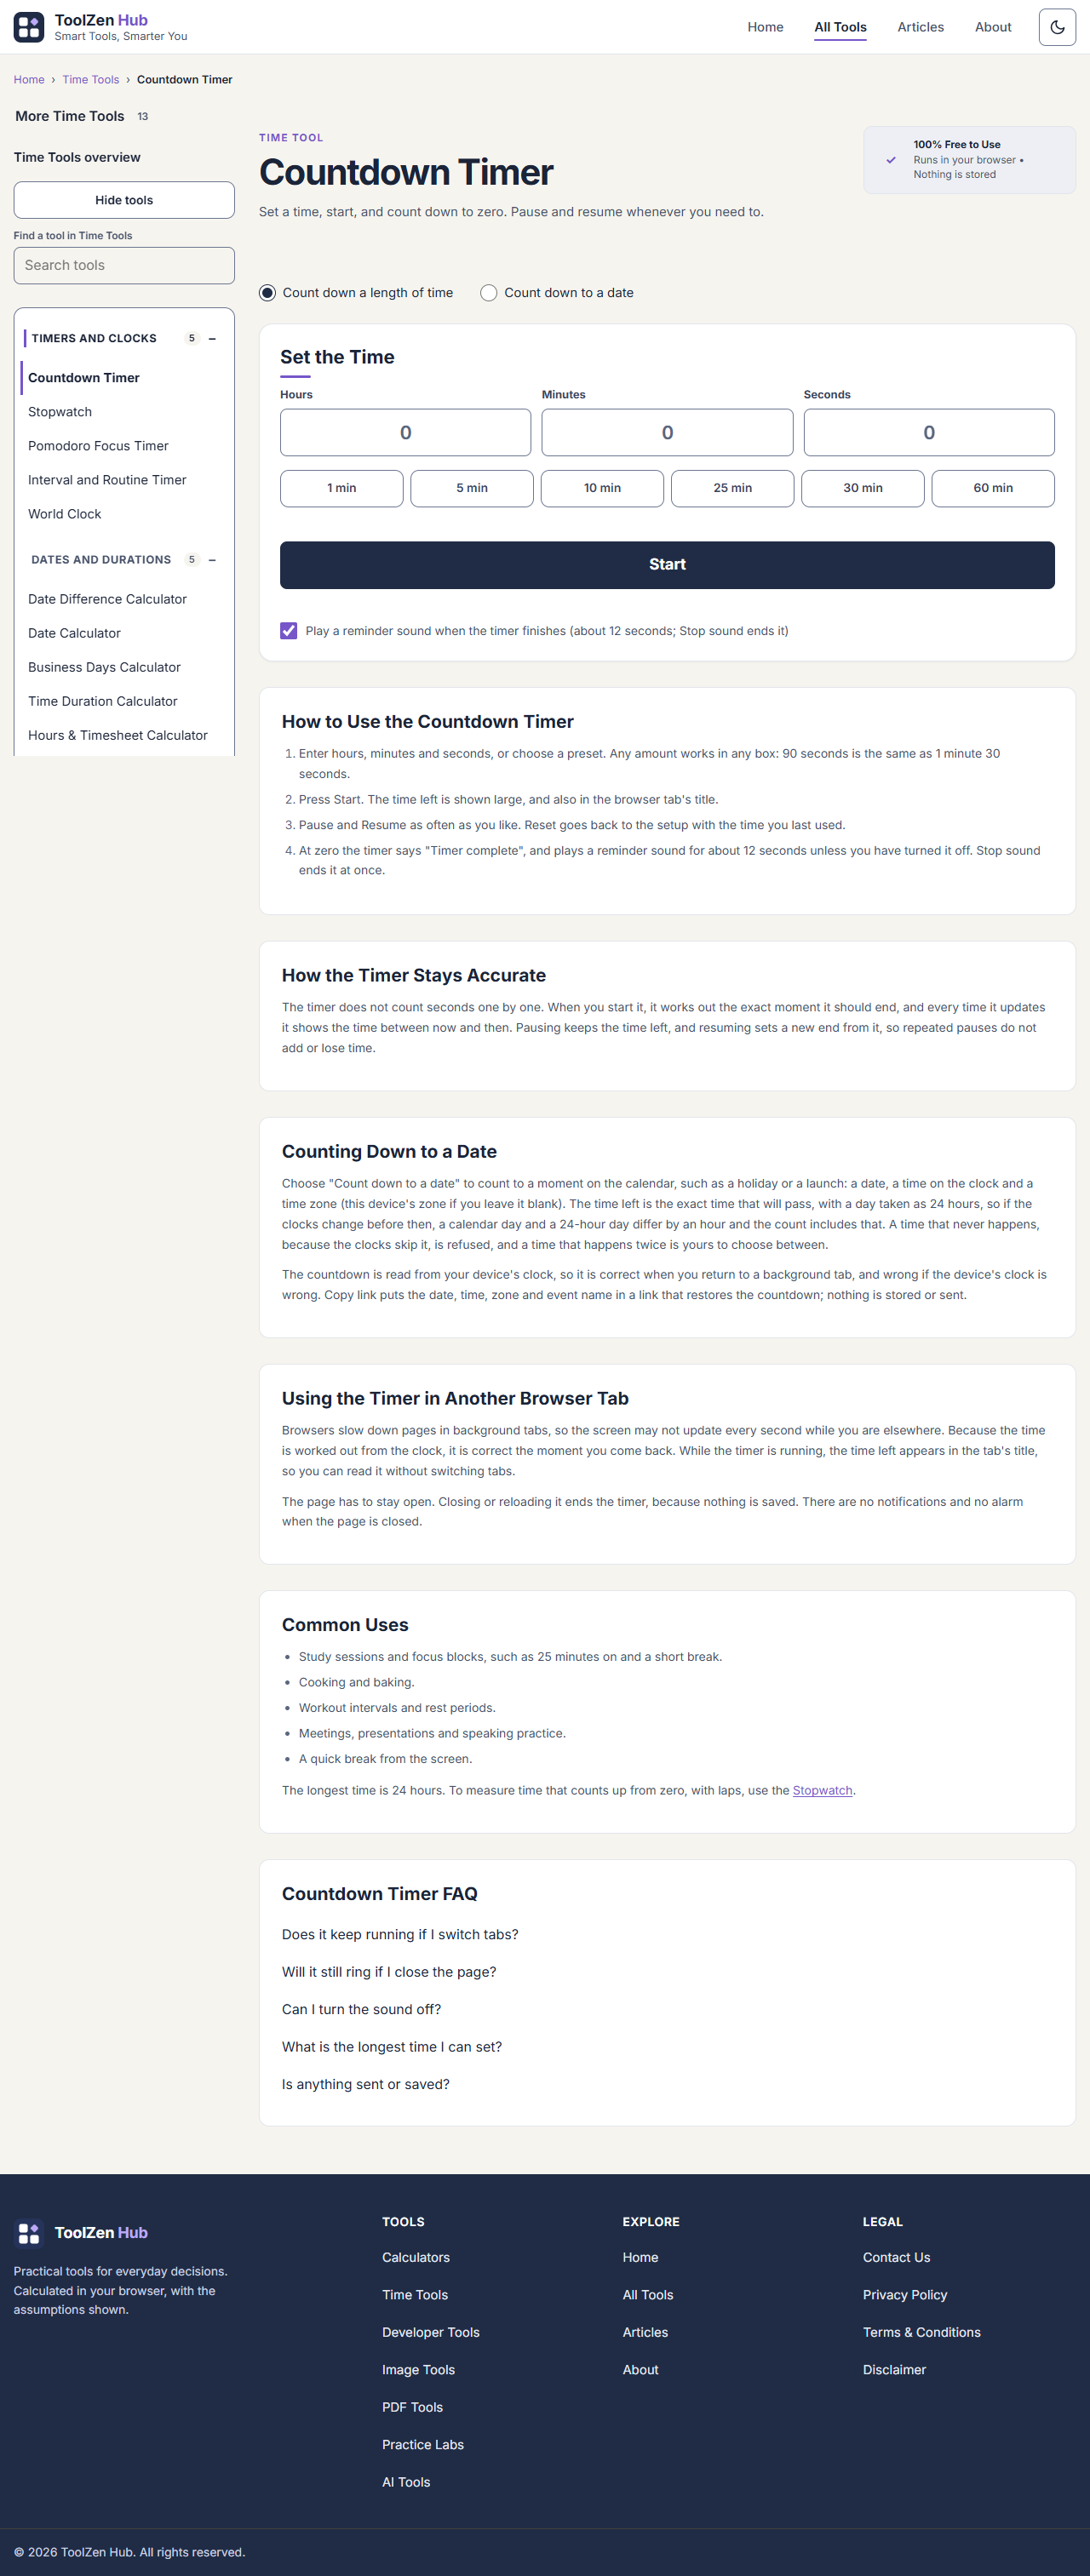 ToolZen Hub
Smart Tools, Smarter You
Home
All Tools
Articles
About
Home › Time Tools › Countdown Timer
More Time Tools 13
Time Tools overview
Hide tools
Find a tool in Time Tools
Search tools
TIMERS AND CLOCKS 5 –
Countdown Timer
Stopwatch
Pomodoro Focus Timer
Interval and Routine Timer
World Clock
DATES AND DURATIONS 5 –
Date Difference Calculator
Date Calculator
Business Days Calculator
Time Duration Calculator
Hours & Timesheet Calculator
TIME TOOL
Countdown Timer
Set a time, start, and count down to zero. Pause and resume whenever you need to.
✓
100% Free to Use
Runs in your browser •
Nothing is stored
Count down a length of time
Count down to a date
Set the Time
Hours
Minutes
Seconds
0
0
0
1 min
5 min
10 min
25 min
30 min
60 min
Start
Play a reminder sound when the timer finishes (about 12 seconds; Stop sound ends it)
How to Use the Countdown Timer
1. Enter hours, minutes and seconds, or choose a preset. Any amount works in any box: 90 seconds is the same as 1 minute 30
seconds.
2. Press Start. The time left is shown large, and also in the browser tab's title.
3. Pause and Resume as often as you like. Reset goes back to the setup with the time you last used.
4. At zero the timer says "Timer complete", and plays a reminder sound for about 12 seconds unless you have turned it off. Stop sound
ends it at once.
How the Timer Stays Accurate
The timer does not count seconds one by one. When you start it, it works out the exact moment it should end, and every time it updates
it shows the time between now and then. Pausing keeps the time left, and resuming sets a new end from it, so repeated pauses do not
add or lose time.
Counting Down to a Date
Choose "Count down to a date" to count to a moment on the calendar, such as a holiday or a launch: a date, a time on the clock and a
time zone (this device's zone if you leave it blank). The time left is the exact time that will pass, with a day taken as 24 hours, so if the
clocks change before then, a calendar day and a 24-hour day differ by an hour and the count includes that. A time that never happens,
because the clocks skip it, is refused, and a time that happens twice is yours to choose between.
The countdown is read from your device's clock, so it is correct when you return to a background tab, and wrong if the device's clock is
wrong. Copy link puts the date, time, zone and event name in a link that restores the countdown; nothing is stored or sent.
Using the Timer in Another Browser Tab
Browsers slow down pages in background tabs, so the screen may not update every second while you are elsewhere. Because the time
is worked out from the clock, it is correct the moment you come back. While the timer is running, the time left appears in the tab's title,
so you can read it without switching tabs.
The page has to stay open. Closing or reloading it ends the timer, because nothing is saved. There are no notifications and no alarm
when the page is closed.
Common Uses
• Study sessions and focus blocks, such as 25 minutes on and a short break.
• Cooking and baking.
• Workout intervals and rest periods.
• Meetings, presentations and speaking practice.
• A quick break from the screen.
The longest time is 24 hours. To measure time that counts up from zero, with laps, use the Stopwatch.
Countdown Timer FAQ
Does it keep running if I switch tabs?
Will it still ring if I close the page?
Can I turn the sound off?
What is the longest time I can set?
Is anything sent or saved?
ToolZen Hub
Practical tools for everyday decisions.
Calculated in your browser, with the
assumptions shown.
TOOLS
Calculators
Time Tools
Developer Tools
Image Tools
PDF Tools
Practice Labs
AI Tools
EXPLORE
Home
All Tools
Articles
About
LEGAL
Contact Us
Privacy Policy
Terms & Conditions
Disclaimer
© 2026 ToolZen Hub. All rights reserved.